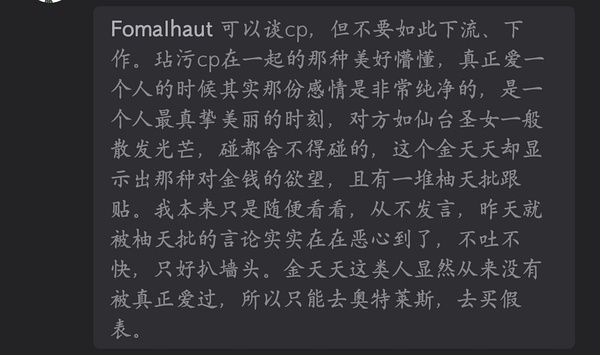 Fomalhaut 可以谈cp，但不要如此下流、下
作。玷污cp在一起的那种美好懵懂，真正爱一
个人的时候其实那份感情是非常纯净的，是一
个人最真挚美丽的时刻，对方如仙台圣女一般
散发光芒，碰都舍不得碰的，这个金天天却显
示出那种对金钱的欲望，且有一堆柚天批跟
贴。我本来只是随便看看，从不发言，昨天就
被柚天批的言论实实在在恶心到了，不吐不
快，只好扒墙头。金天天这类人显然从来没有
被真正爱过，所以只能去奥特莱斯，去买假
表。